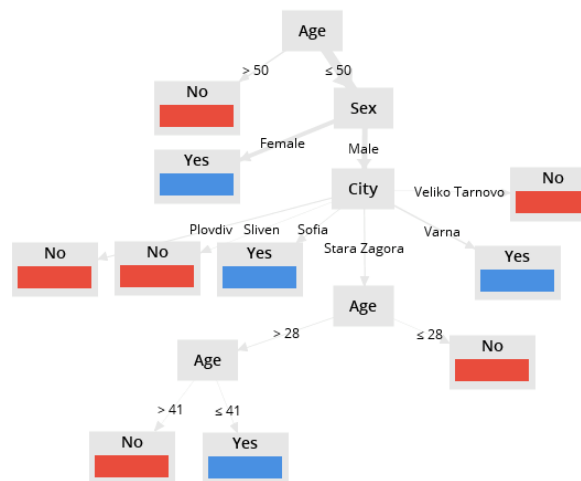 Age
> 50
≤ 50
No
Sex
Female
Male
Yes
City
Veliko Tarnovo
No
Plovdiv
Sliven
Sofia
Stara Zagora
Varna
No
No
Yes
Yes
Age
> 28
≤ 28
Age
No
> 41
≤ 41
No
Yes